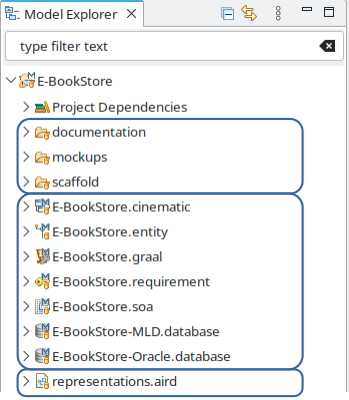 Model Explorer
type filter text
E-BookStore
Project Dependencies
documentation
mockups
scaffold
E-BookStore.cinematic
E-BookStore.entity
E-BookStore.graal
E-BookStore.requirement
E-BookStore.soa
E-BookStore-MLD.database
E-BookStore-Oracle.database
representations.aird